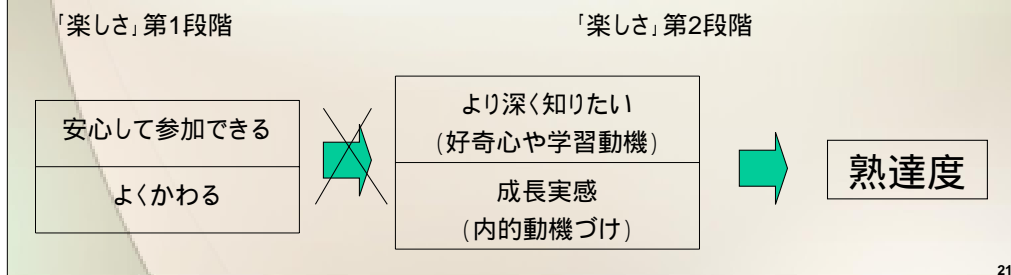 「楽しさ」第1段階
「楽しさ」第2段階
安心して参加できる
よくかわる
より深く知りたい
(好奇心や学習動機)
成長実感
(内的動機づけ)
熟達度
21